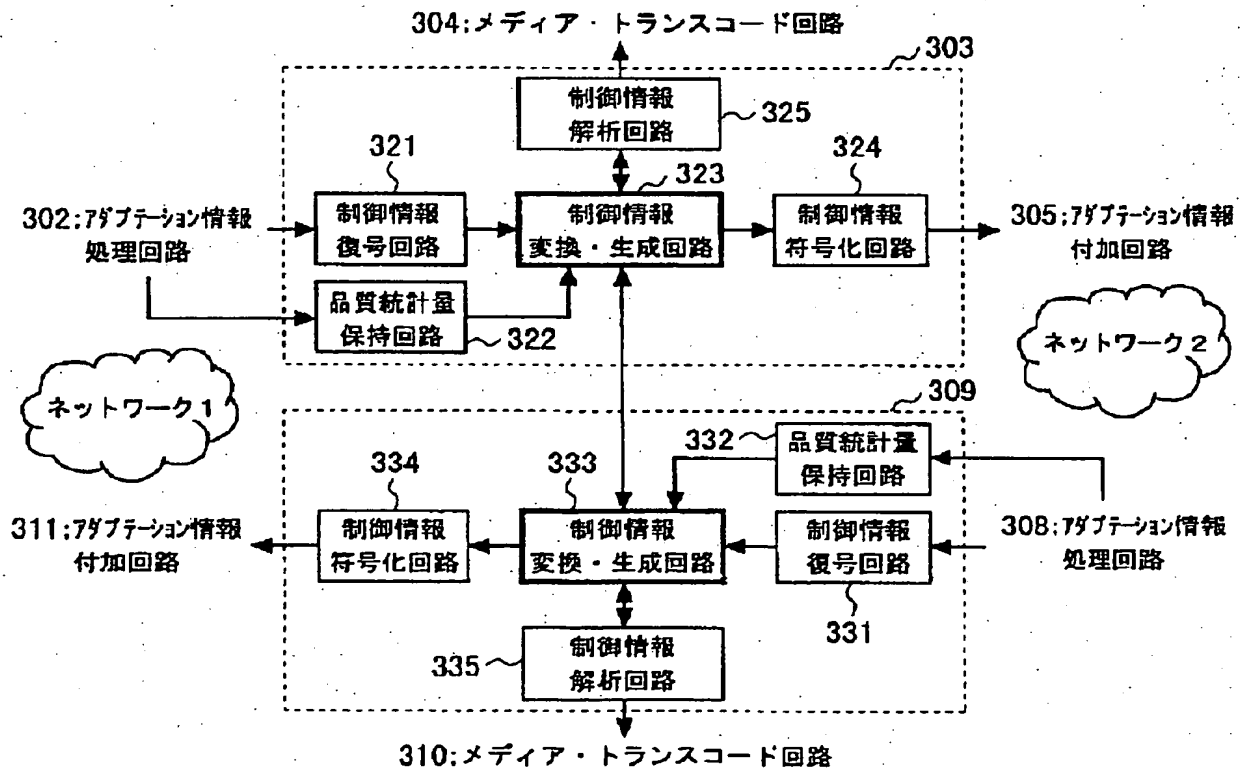 304;メディア・トランスコード回路
303
制御情報
解析回路
325
321
323
324
302;アダプテーション情報
処理回路
制御情報
復号回路
制御情報
変換・生成回路
制御情報
符号化回路
305;アダプテーション情報
付加回路
品質統計量
保持回路
322
ネットワーク1
ネットワーク2
309
332
品質統計量
保持回路
334
333
311;アダプテーション情報
付加回路
制御情報
符号化回路
制御情報
変換・生成回路
制御情報
復号回路
308;アダプテーション情報
処理回路
331
335
制御情報
解析回路
310;メディア・トランスコード回路